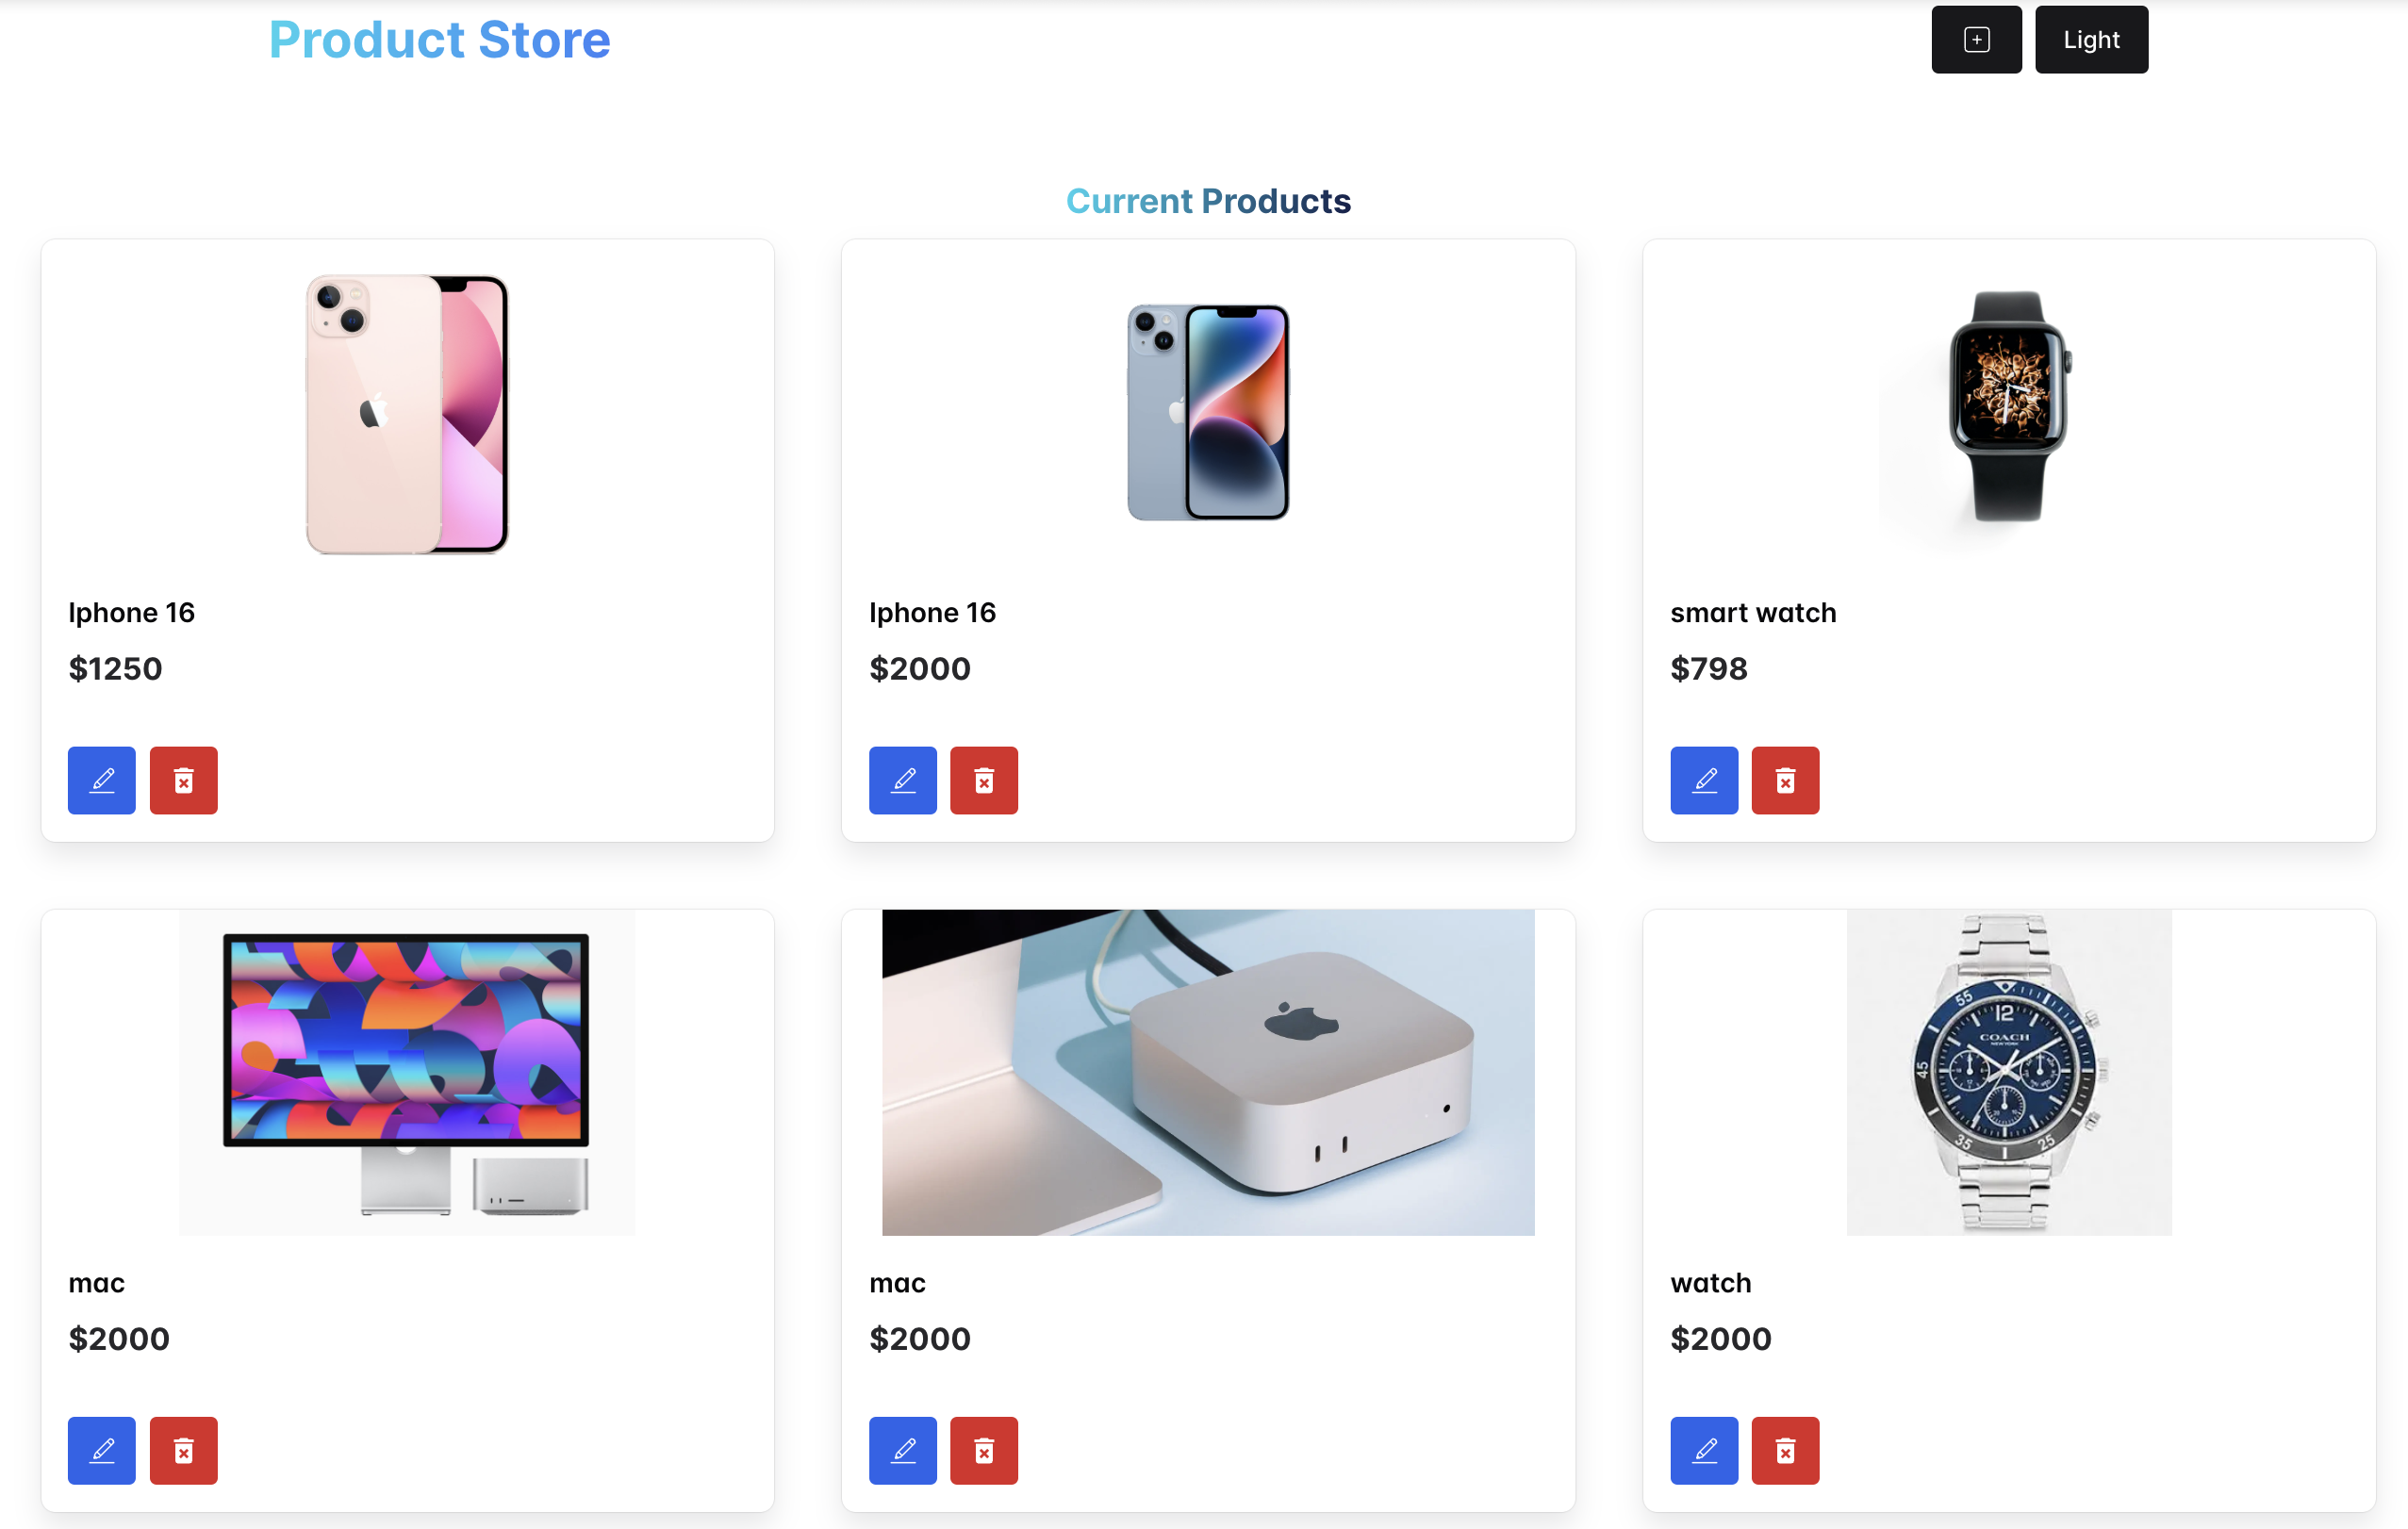 Product Store
Light
Current Products
Iphone 16
$1250
Iphone 16
$2000
smart watch
$798
mac
$2000
mac
$2000
55
12
COACH
NEW YORK
45
35
25
watch
$2000